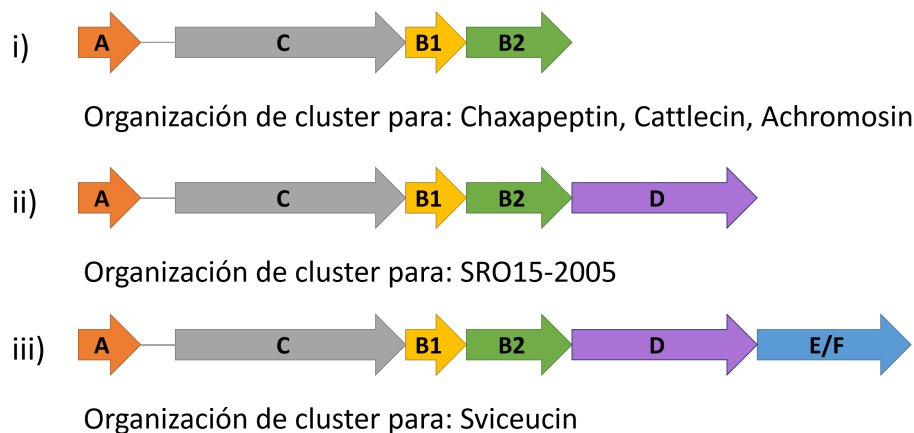 i) A C B1 B2
Organización de cluster para: Chaxapeptin, Cattlecin, Achromosin
ii) A C B1 B2 D
Organización de cluster para: SRO15-2005
iii) A C B1 B2 D E/F
Organización de cluster para: Sviceucin